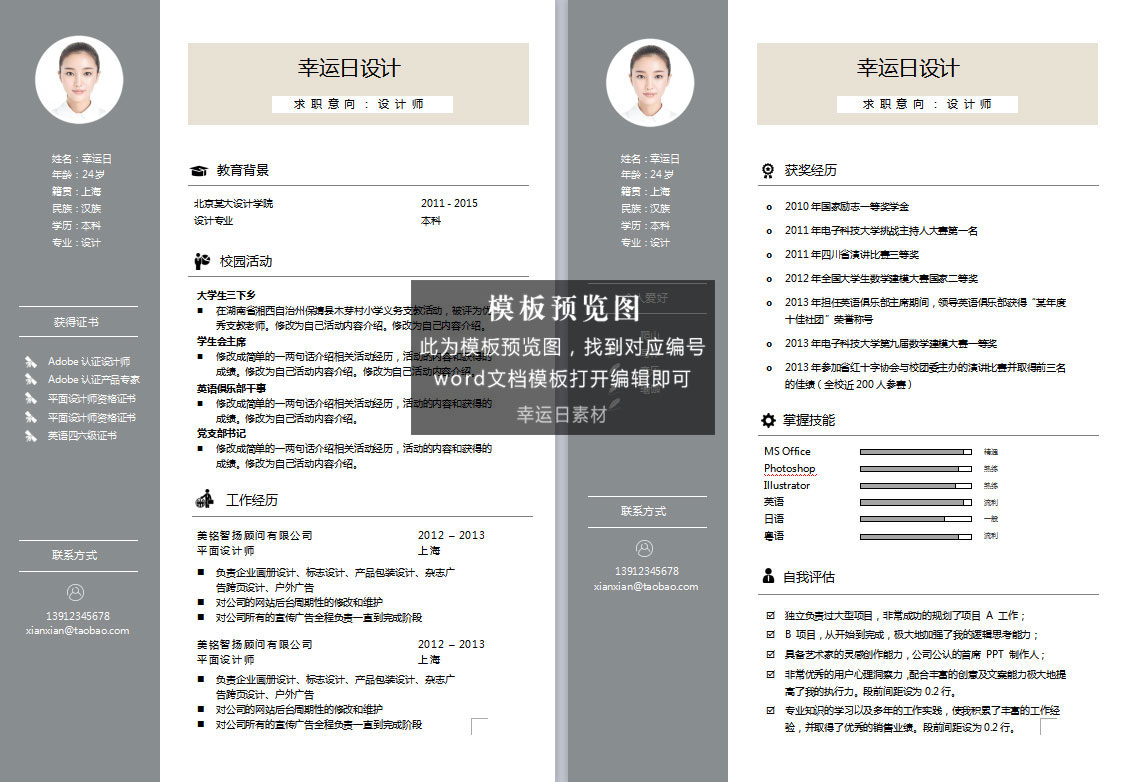 姓名：幸运日
年龄：24岁
籍贯：上海
民族：汉族
学历：本科
专业：设计
获得证书
Adobe 认证设计师
Adobe 认证产品专家
平面设计师资格证书
平面设计师资格证书
英语四六级证书
联系方式
13912345678
xianxian@taobao.com
幸运日设计
求职意向：设计师
教育背景
北京某大设计学院 2011 - 2015
设计专业 本科
校园活动
大学生三下乡
■ 在湖南省湘西自治州保靖县木芽村小学义务支教活动，被评为优
秀支教老师。修改为自己活动内容介绍。修改为自己活动内容介绍。
学生会主席
■ 修改成简单的一两句话介绍相关活动经历，活动的内容和获得的
成绩。修改为自己活动内容介绍。修改为自己活动内容介绍。
英语俱乐部干事
■ 修改成简单的一两句话介绍相关活动经历，活动的内容和获得的
成绩。修改为自己活动内容介绍。
党支部书记
■ 修改成简单的一两句话介绍相关活动经历，活动的内容和获得的
成绩。修改为自己活动内容介绍。
工作经历
美铭智扬顾问有限公司 2012 – 2013
平面设计师 上海
■ 负责企业画册设计、标志设计、产品包装设计、杂志广
告跨页设计、户外广告
■ 对公司的网站后台周期性的修改和维护
■ 对公司所有的宣传广告全程负责一直到完成阶段
美铭智扬顾问有限公司 2012 – 2013
平面设计师 上海
■ 负责企业画册设计、标志设计、产品包装设计、杂志广
告跨页设计、户外广告
■ 对公司的网站后台周期性的修改和维护
■ 对公司所有的宣传广告全程负责一直到完成阶段
模板预览图
此为模板预览图，找到对应编号
word文档模板打开编辑即可
幸运日素材
姓名：幸运日
年龄：24岁
籍贯：上海
民族：汉族
学历：本科
专业：设计
人爱好
联系方式
13912345678
xianxian@taobao.com
幸运日设计
求职意向：设计师
获奖经历
o 2010 年国家励志一等奖学金
o 2011 年电子科技大学挑战主持人大赛第一名
o 2011 年四川省演讲比赛三等奖
o 2012 年全国大学生数学建模大赛国家二等奖
o 2013 年担任英语俱乐部主席期间，领导英语俱乐部获得“某年度
十佳社团”荣誉称号
o 2013 年电子科技大学第九届数学建模大赛一等奖
o 2013 年参加省红十字协会与校团委主办的演讲比赛并取得前三名
的佳绩（全校近 200 人参赛）
掌握技能
MS Office 精通
Photoshop 熟练
Illustrator 熟练
英语 流利
日语 一般
粤语 流利
自我评估
☑ 独立负责过大型项目，非常成功的规划了项目 A 工作；
☑ B 项目，从开始到完成，极大地加强了我的逻辑思考能力；
☑ 具备艺术家的灵感创作能力，公司公认的首席 PPT 制作人；
☑ 非常优秀的用户心理洞察力，配合丰富的创意及文案能力极大地提
高了我的执行力。段前间距设为 0.2 行。
☑ 专业知识的学习以及多年的工作实践，使我积累了丰富的工作经
验，并取得了优秀的销售业绩。段前间距设为 0.2 行。